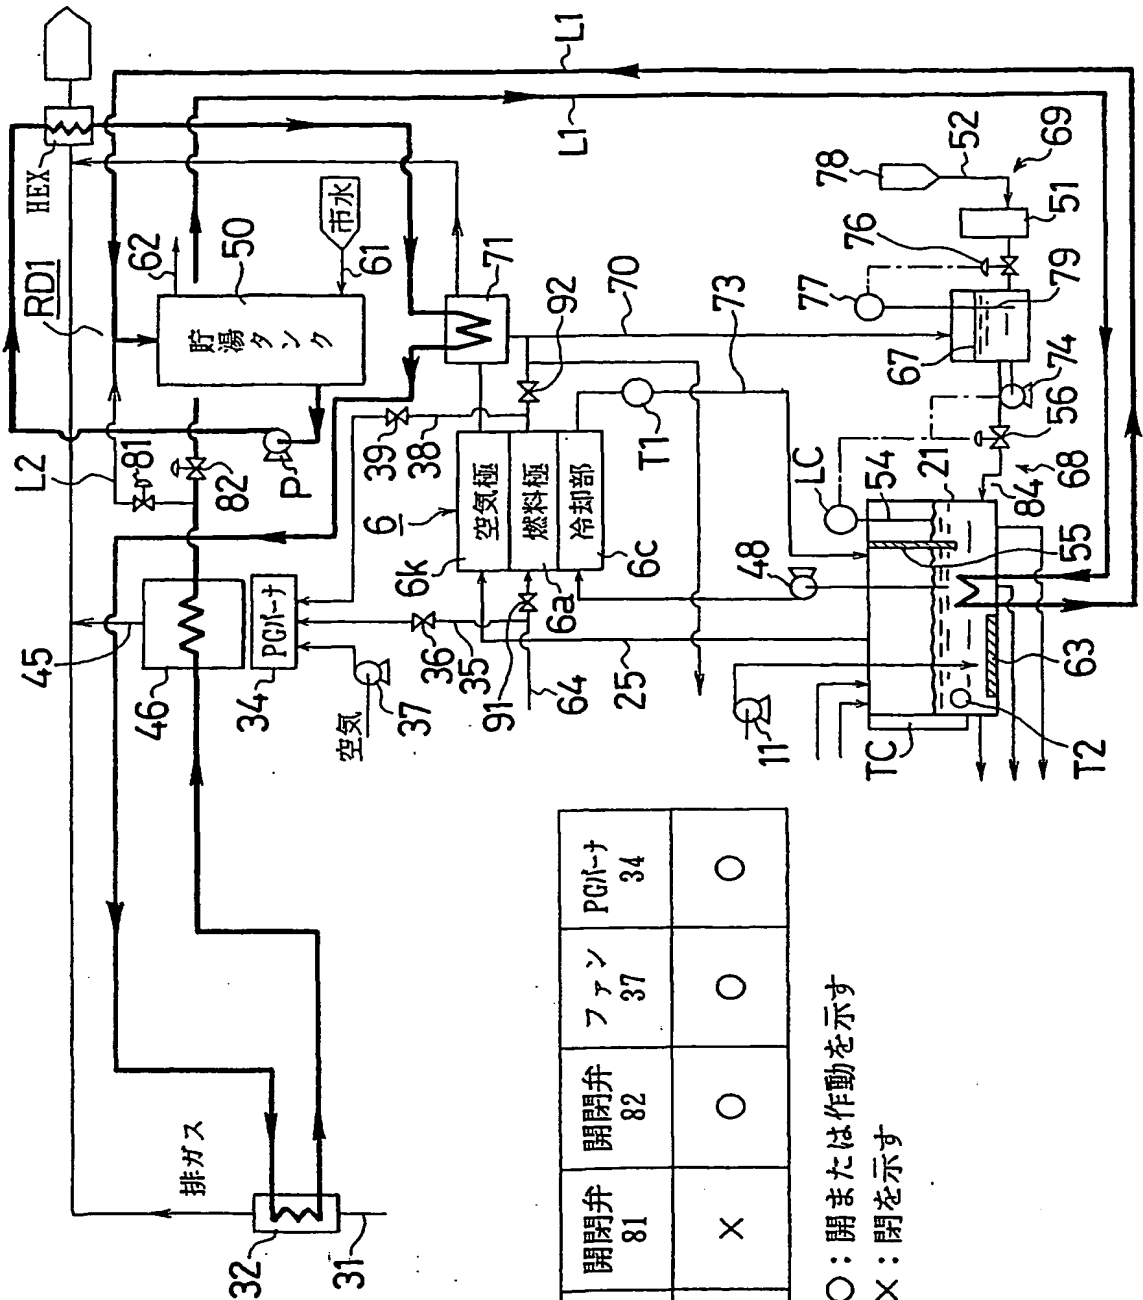 L1
L1
HEX
RD1
62
50
貯湯タンク
市水
61
71
92
70
73
78
52
69
51
76
77
79
67
74
56
68
84
21
LC
54
55
L2
81
82
P
39
38
T1
6
空気極
燃料極
冷却部
6k
6a
6c
48
45
46
34
PGバーナ
36
35
37
空気
91
64
25
11
TC
T2
63
排ガス
32
31
開閉弁
81
開閉弁
82
ファン
37
PGバーナ
34
×
○
○
○
○:開または作動を示す
×:閉を示す